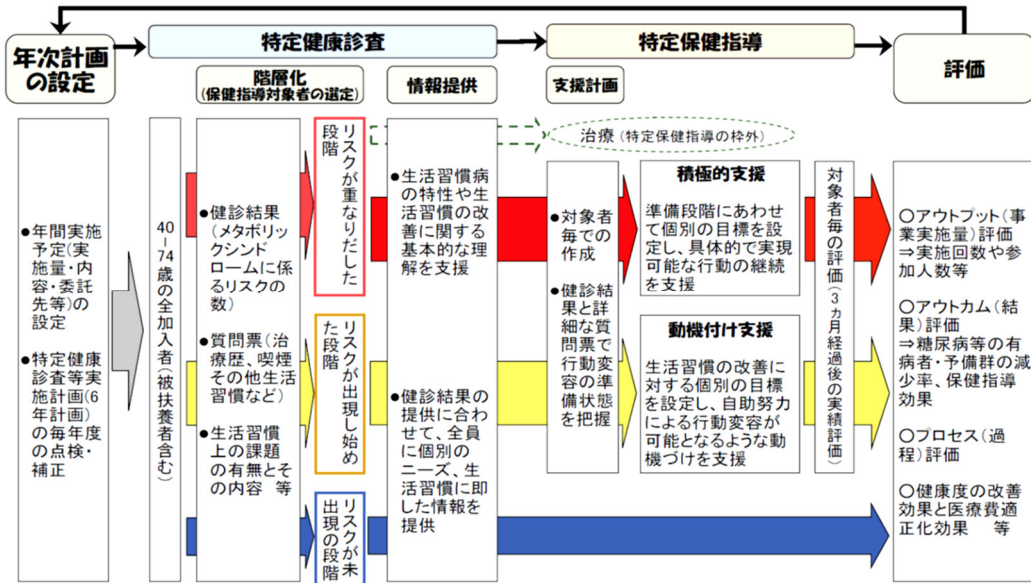 年次計画
の設定
特定健康診査
特定保健指導
評価
階層化
(保健指導対象者の選定)
情報提供
支援計画
●年間実施
予定(実
施量・内
容・委託
先等)の
設定
●特定健康
診査等実
施計画(6
年計画)
の毎年度
の点検・
補正
40-74歳の全加入者(被扶養者含む)
●健診結果
(メタボリッ
クシンド
ロームに係
るリスクの
数)
●質問票(治
療歴、喫煙
その他生活
習慣など)
●生活習慣
上の課題
の有無とそ
の内容 等
リスクが重なりだした
段階
リスクが出現し始め
た段階
リスクが未
出現の段階
●生活習慣病
の特性や生
活習慣の改
善に関する
基本的な理
解を支援
●健診結果の
提供に合わ
せて、全員
に個別の
ニーズ、生
活習慣に即
した情報を
提供
治療(特定保健指導の枠外)
●対象者
毎での
作成
●健診結
果と詳
細な質
問票で
行動変
容の準
備状態
を把握
積極的支援
準備段階にあわせ
て個別の目標を設
定し、具体的で実現
可能な行動の継続
を支援
動機付け支援
生活習慣の改善に
対する個別の目標
を設定し、自助努力
による行動変容が
可能となるような動
機づけを支援
対象者毎の評価(3ヵ月経過後の実績評価)
○アウトプット(事
業実施量)評価
⇒実施回数や参
加人数等
○アウトカム(結
果)評価
⇒糖尿病等の有
病者・予備群の減
少率、保健指導
効果
○プロセス(過
程)評価
○健康度の改善
効果と医療費適
正化効果 等